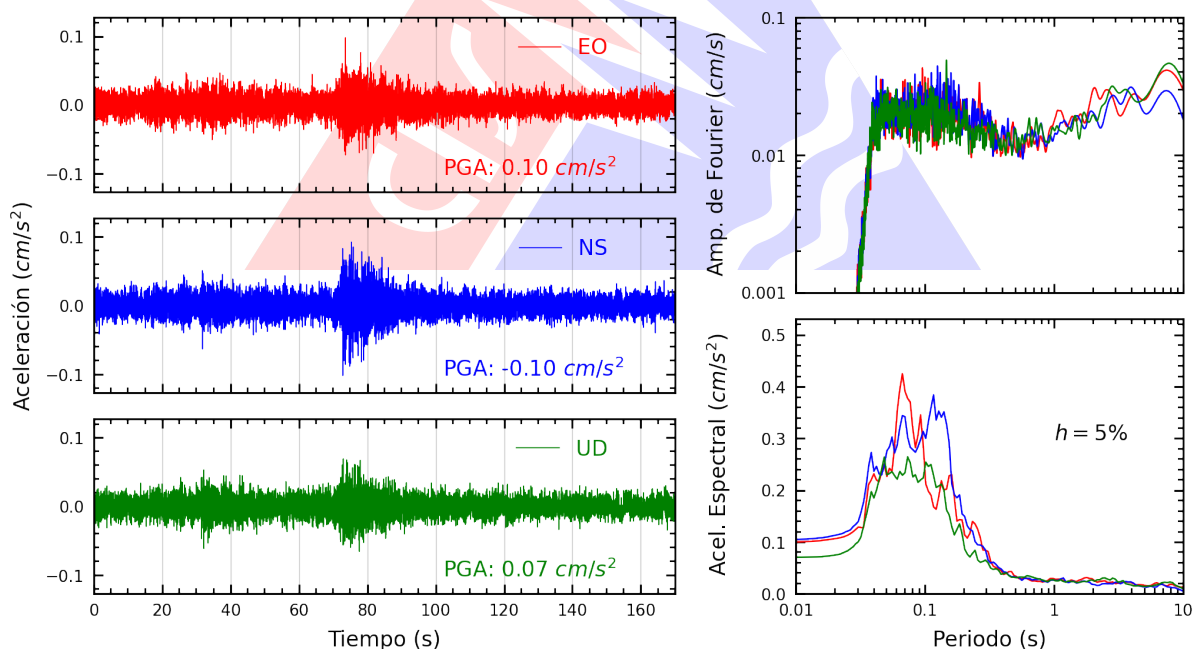 Aceleración (cm/s²)
0.1
0.0
−0.1
EO
PGA: 0.10 cm/s²
0.1
0.0
−0.1
NS
PGA: -0.10 cm/s²
0.1
0.0
−0.1
UD
PGA: 0.07 cm/s²
0 20 40 60 80 100 120 140 160
Tiempo (s)
Amp. de Fourier (cm/s)
0.1
0.01
0.001
Acel. Espectral (cm/s²)
0.5
0.4
0.3
0.2
0.1
0.0
h = 5%
0.01 0.1 1 10
Periodo (s)